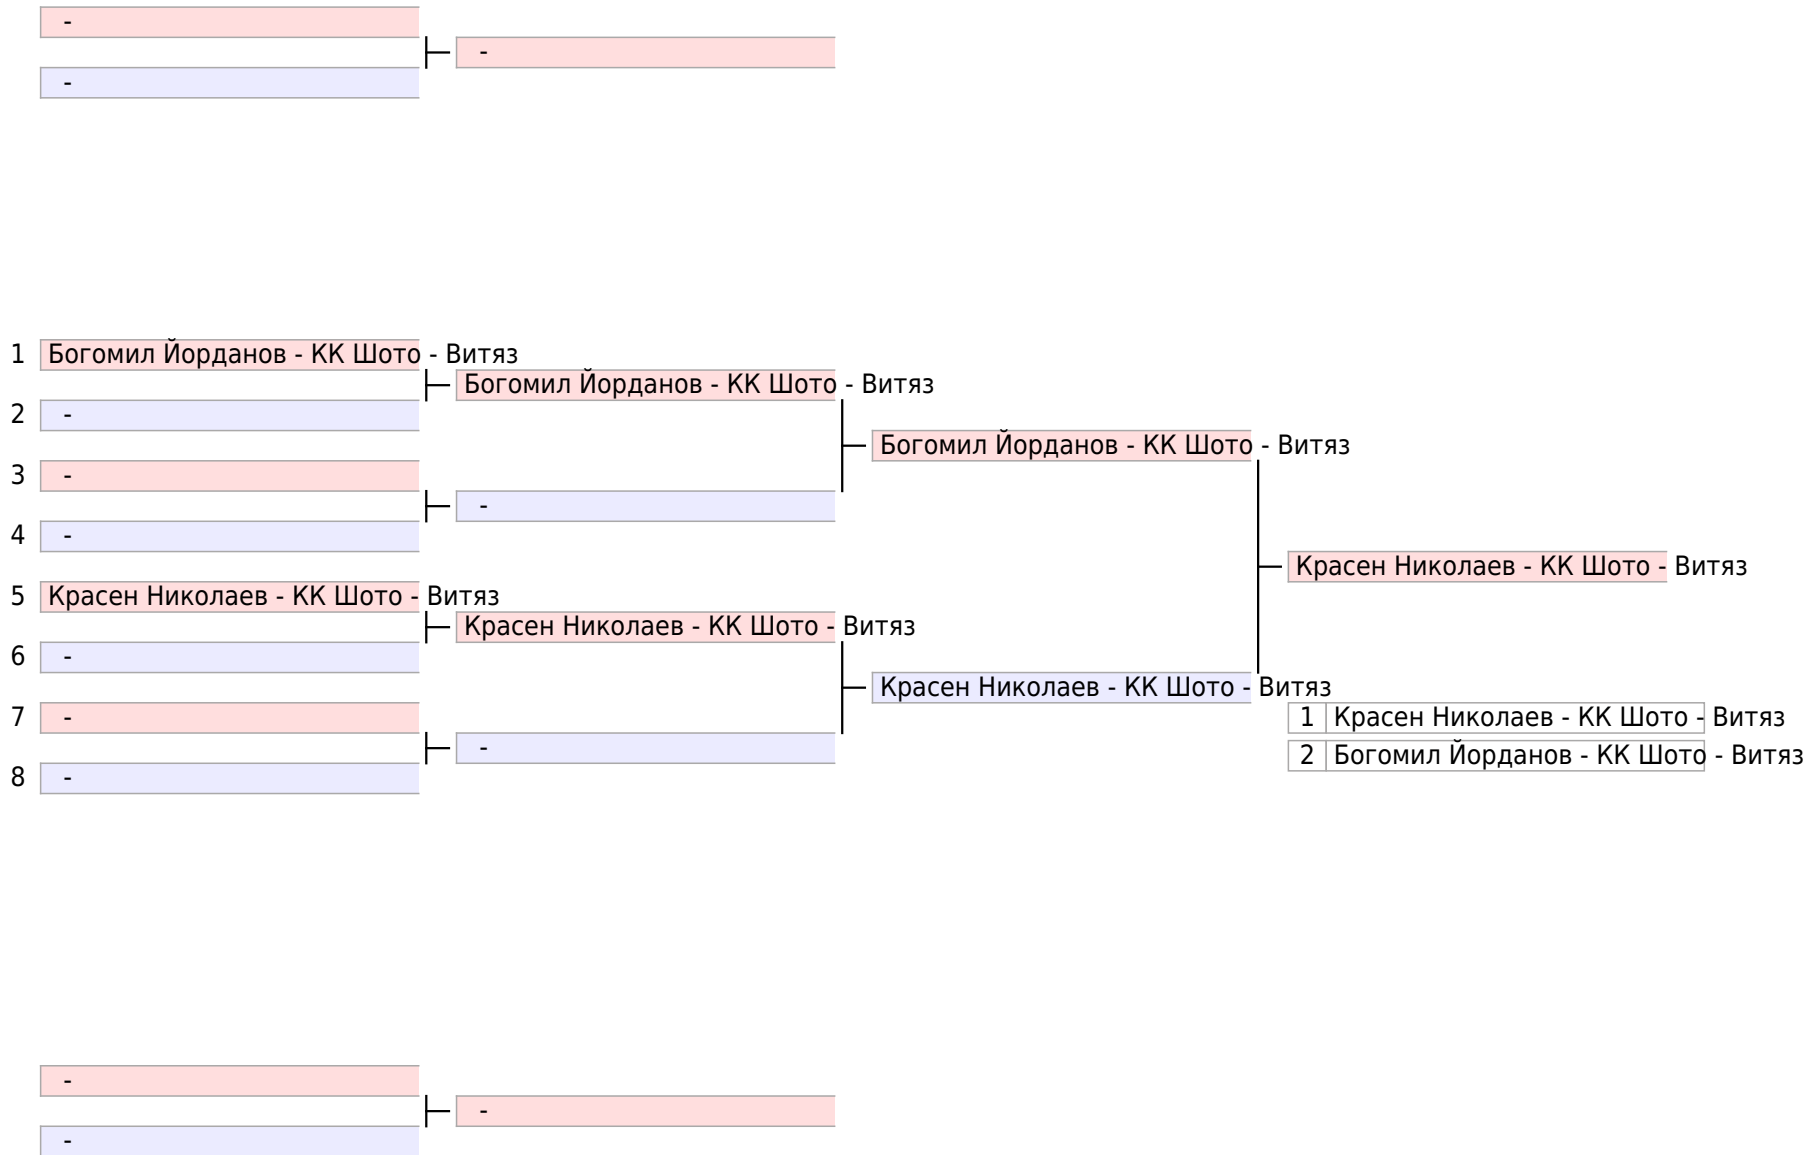 -
-
-
1 Богомил Йорданов - КК Шото - Витяз
Богомил Йорданов - КК Шото - Витяз
2 -
Богомил Йорданов - КК Шото - Витяз
3 -
-
4 -
Красен Николаев - КК Шото - Витяз
5 Красен Николаев - КК Шото - Витяз
Красен Николаев - КК Шото - Витяз
6 -
Красен Николаев - КК Шото - Витяз
7 -
1 Красен Николаев - КК Шото - Витяз
-
2 Богомил Йорданов - КК Шото - Витяз
8 -
-
-
-